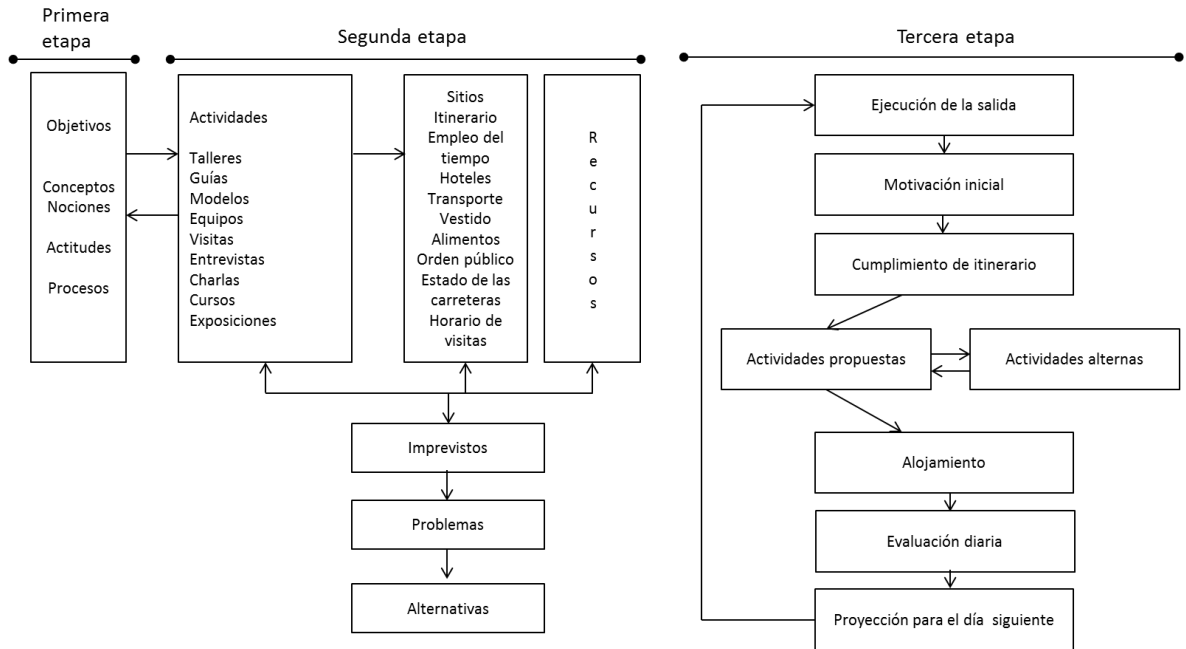 Primera
etapa
Segunda etapa
Tercera etapa
Objetivos
Conceptos
Nociones
Actitudes
Procesos
Actividades
Talleres
Guías
Modelos
Equipos
Visitas
Entrevistas
Charlas
Cursos
Exposiciones
Sitios
Itinerario
Empleo del
tiempo
Hoteles
Transporte
Vestido
Alimentos
Orden público
Estado de las
carreteras
Horario de
visitas
R
e
c
u
r
s
o
s
Imprevistos
Problemas
Alternativas
Ejecución de la salida
Motivación inicial
Cumplimiento de itinerario
Actividades propuestas
Actividades alternas
Alojamiento
Evaluación diaria
Proyección para el día siguiente